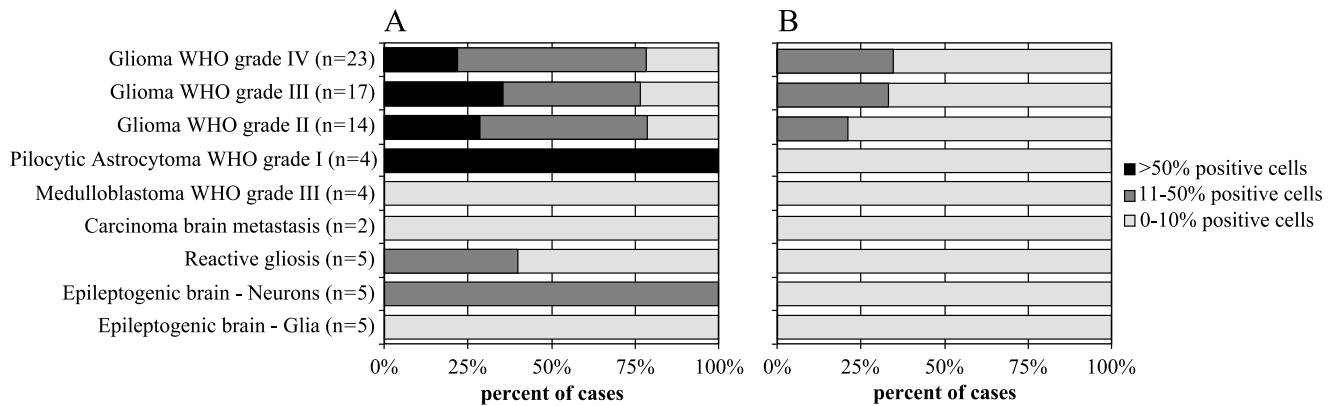 A
B
Glioma WHO grade IV (n=23)
Glioma WHO grade III (n=17)
Glioma WHO grade II (n=14)
Pilocytic Astrocytoma WHO grade I (n=4)
Medulloblastoma WHO grade III (n=4)
Carcinoma brain metastasis (n=2)
Reactive gliosis (n=5)
Epileptogenic brain - Neurons (n=5)
Epileptogenic brain - Glia (n=5)
0% 25% 50% 75% 100%
percent of cases
0% 25% 50% 75% 100%
percent of cases
>50% positive cells
11-50% positive cells
0-10% positive cells